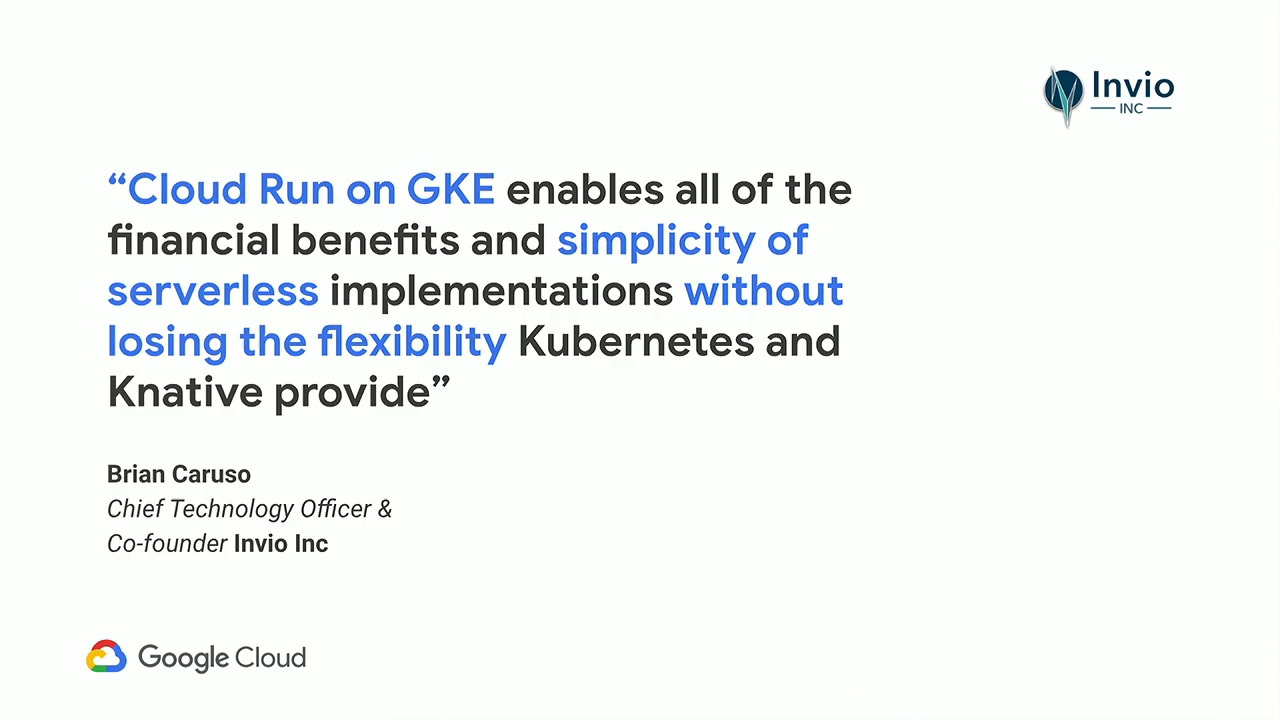 Invio
INC
“Cloud Run on GKE enables all of the
financial benefits and simplicity of
serverless implementations without
losing the flexibility Kubernetes and
Knative provide”
Brian Caruso
Chief Technology Officer &
Co-founder Invio Inc
Google Cloud